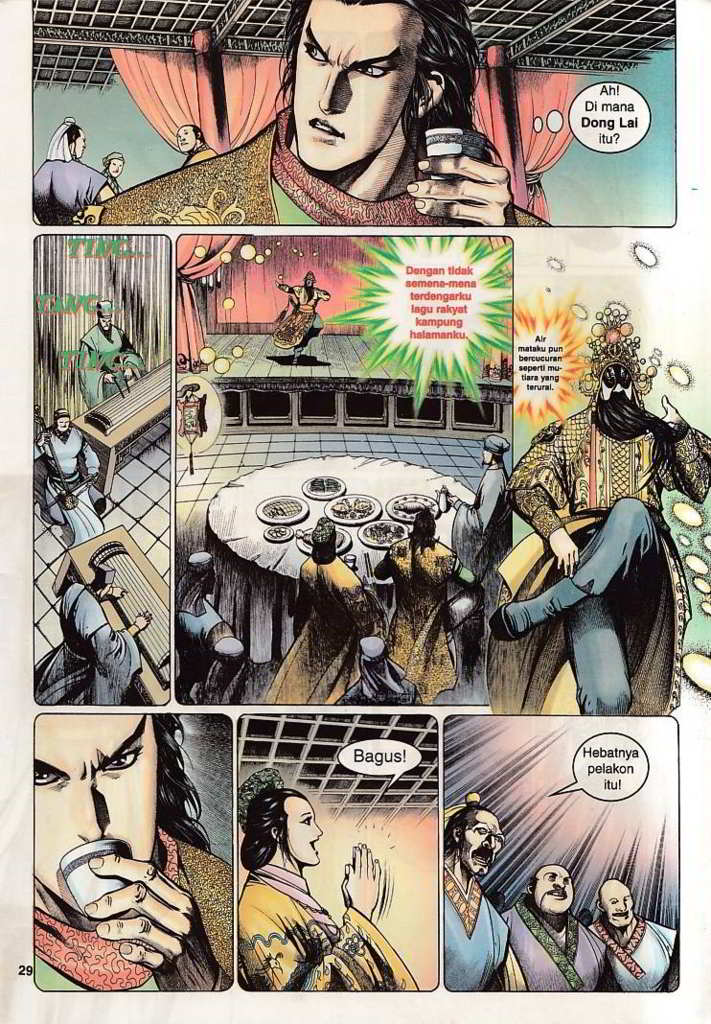 Ah!
Di mana
Dong Lai
itu?
TING...
TANG...
TING...
Dengan tidak
semena-mena
terdengarku
lagu rakyat
kampung
halamanku.
Air
mataku pun
bercucuran
seperti mu-
tiara yang
terurai.
Bagus!
Hebatnya
pelakon
itu!
29